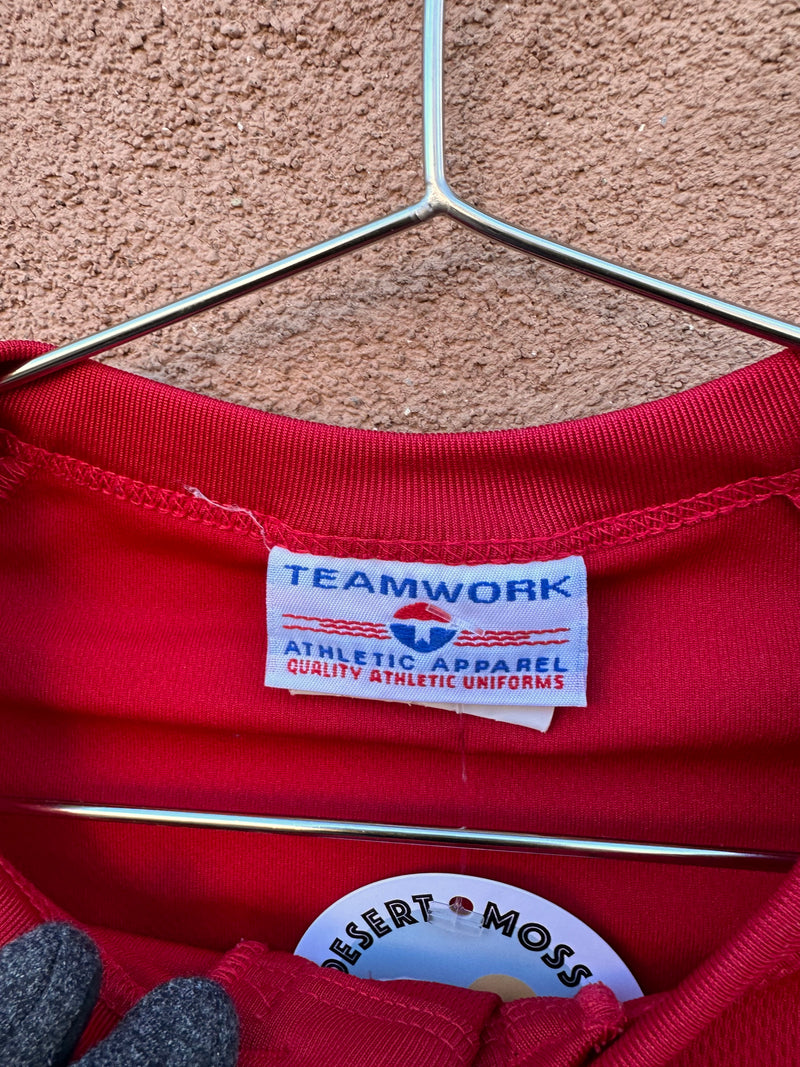 TEAMWORK
ATHLETIC APPAREL
QUALITY ATHLETIC UNIFORMS
DESERT MOSS